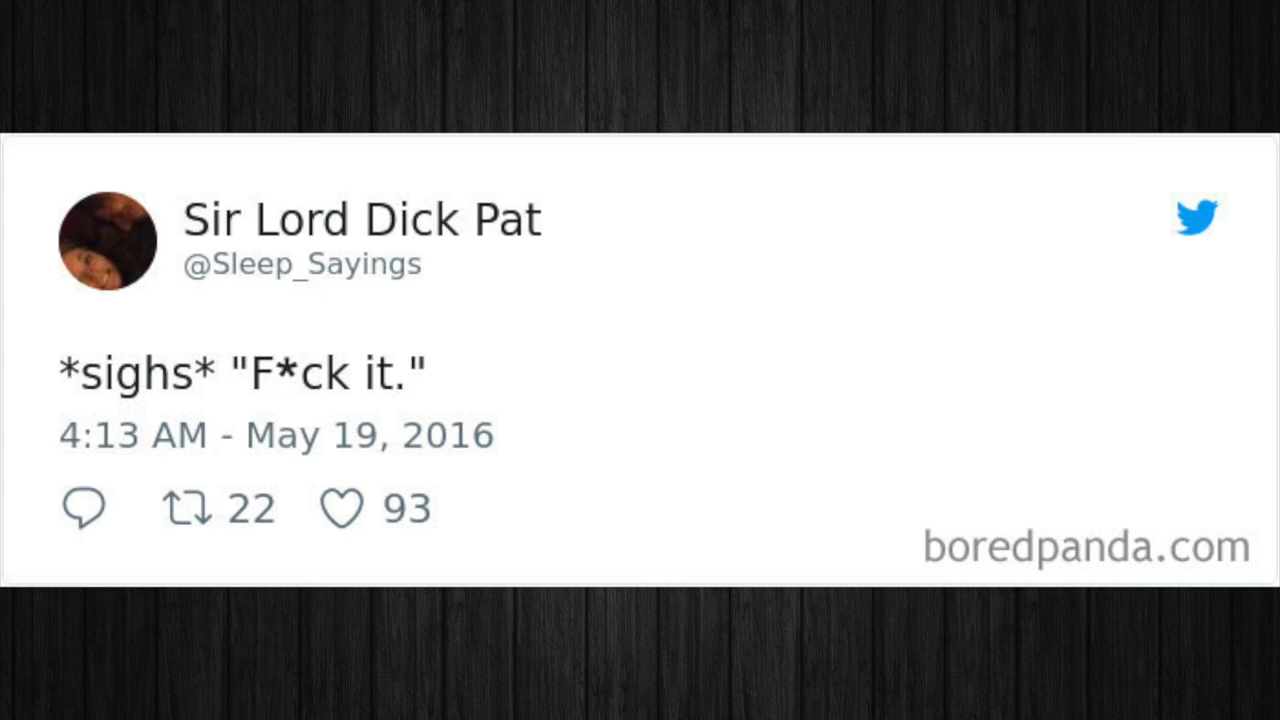 Sir Lord Dick Pat
@Sleep_Sayings
*sighs* "F*ck it."
4:13 AM - May 19, 2016
22 93
boredpanda.com